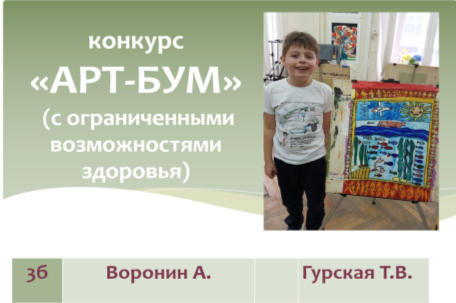 конкурс
«АРТ-БУМ»
(с ограниченными
возможностями
здоровья)
3б Воронин А. Гурская Т.В.